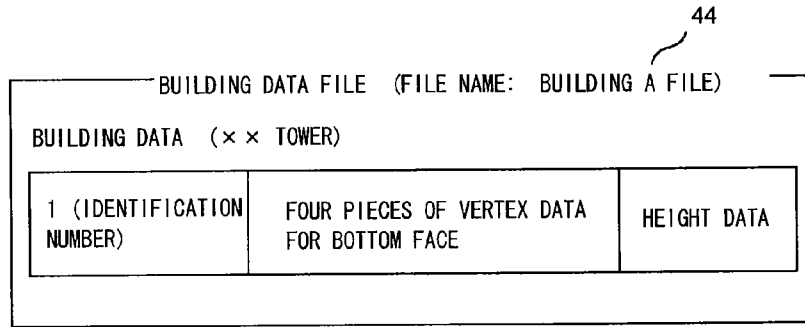 44
BUILDING DATA FILE (FILE NAME: BUILDING A FILE)
BUILDING DATA (×× TOWER)
1 (IDENTIFICATION
NUMBER)
FOUR PIECES OF VERTEX DATA
FOR BOTTOM FACE
HEIGHT DATA